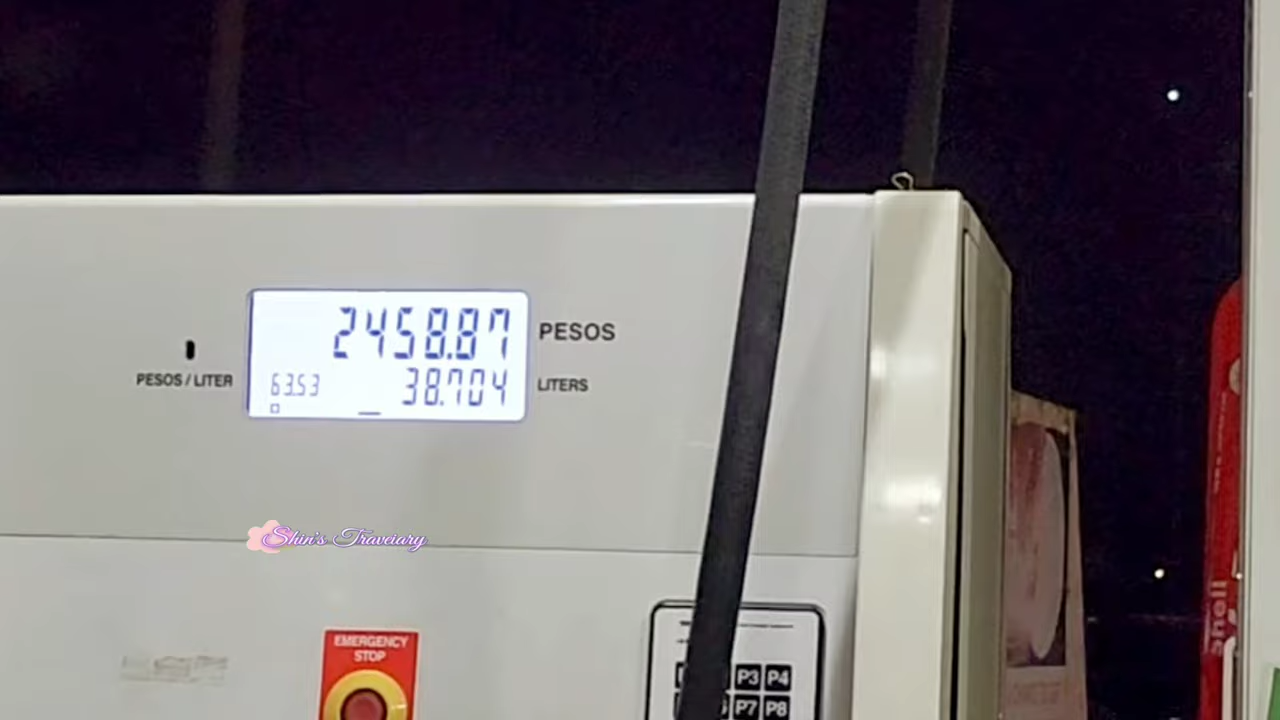 2458.87 PESOS
PESOS / LITER 63.53 38.704 LITERS
Shin's Traveiary
EMERGENCY
STOP
P3 P4
P7 P8
shell